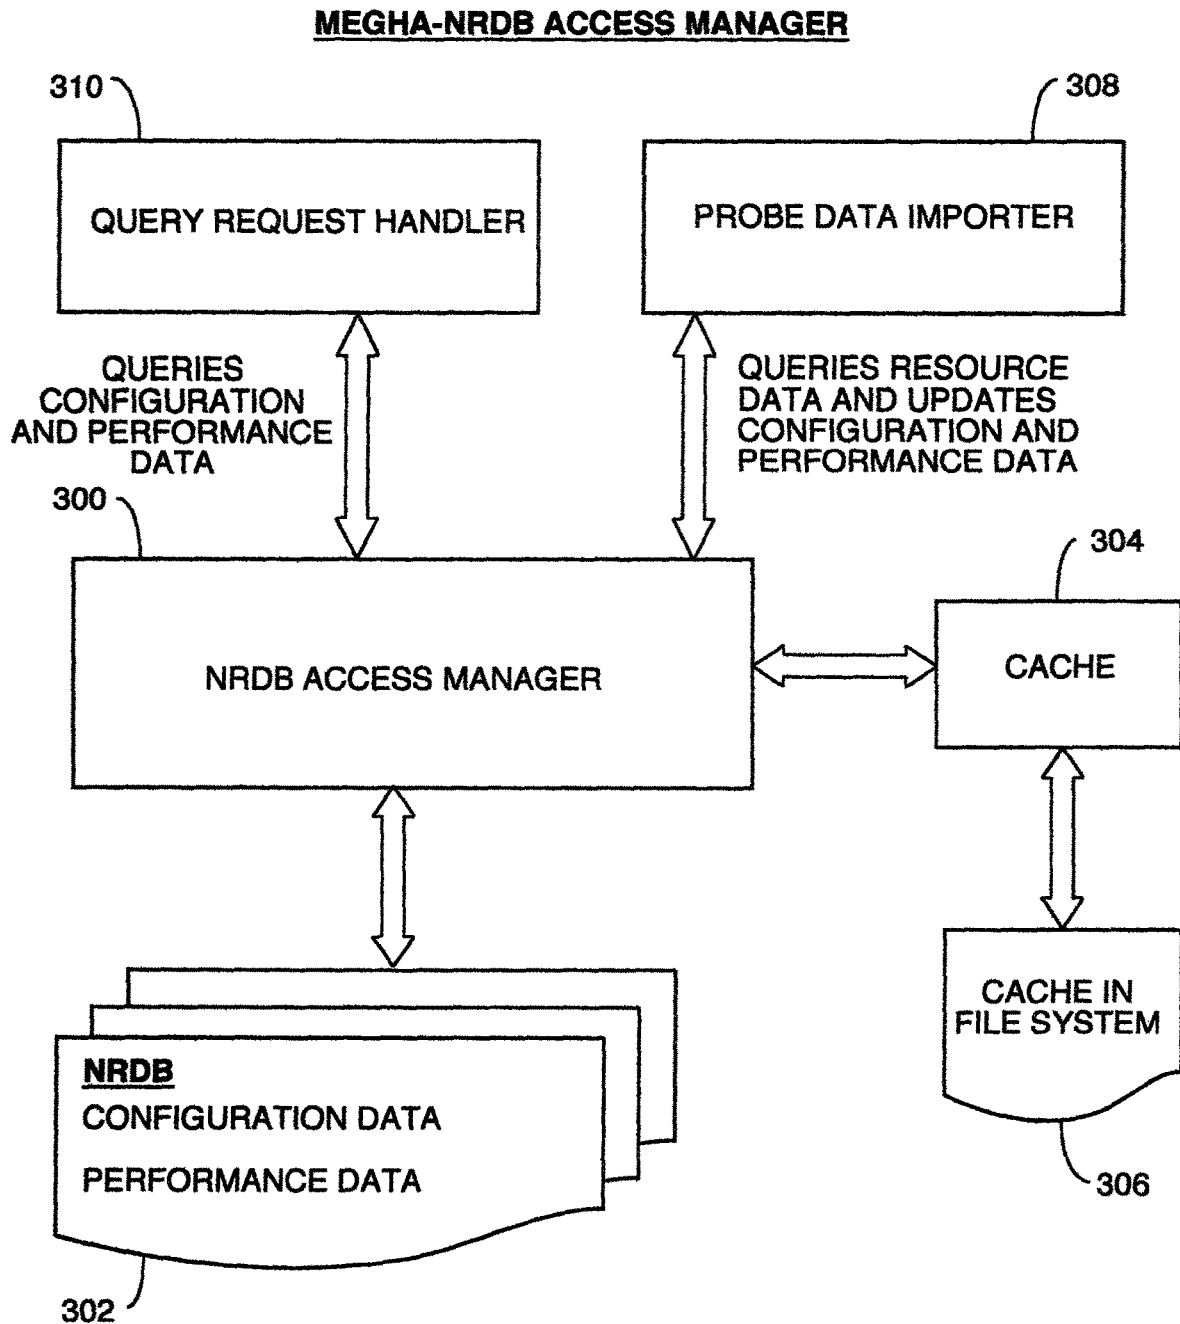 MEGHA-NRDB ACCESS MANAGER
310
308
QUERY REQUEST HANDLER
PROBE DATA IMPORTER
QUERIES
CONFIGURATION
AND PERFORMANCE
DATA
QUERIES RESOURCE
DATA AND UPDATES
CONFIGURATION AND
PERFORMANCE DATA
300
304
NRDB ACCESS MANAGER
CACHE
CACHE IN
FILE SYSTEM
NRDB
CONFIGURATION DATA
PERFORMANCE DATA
306
302